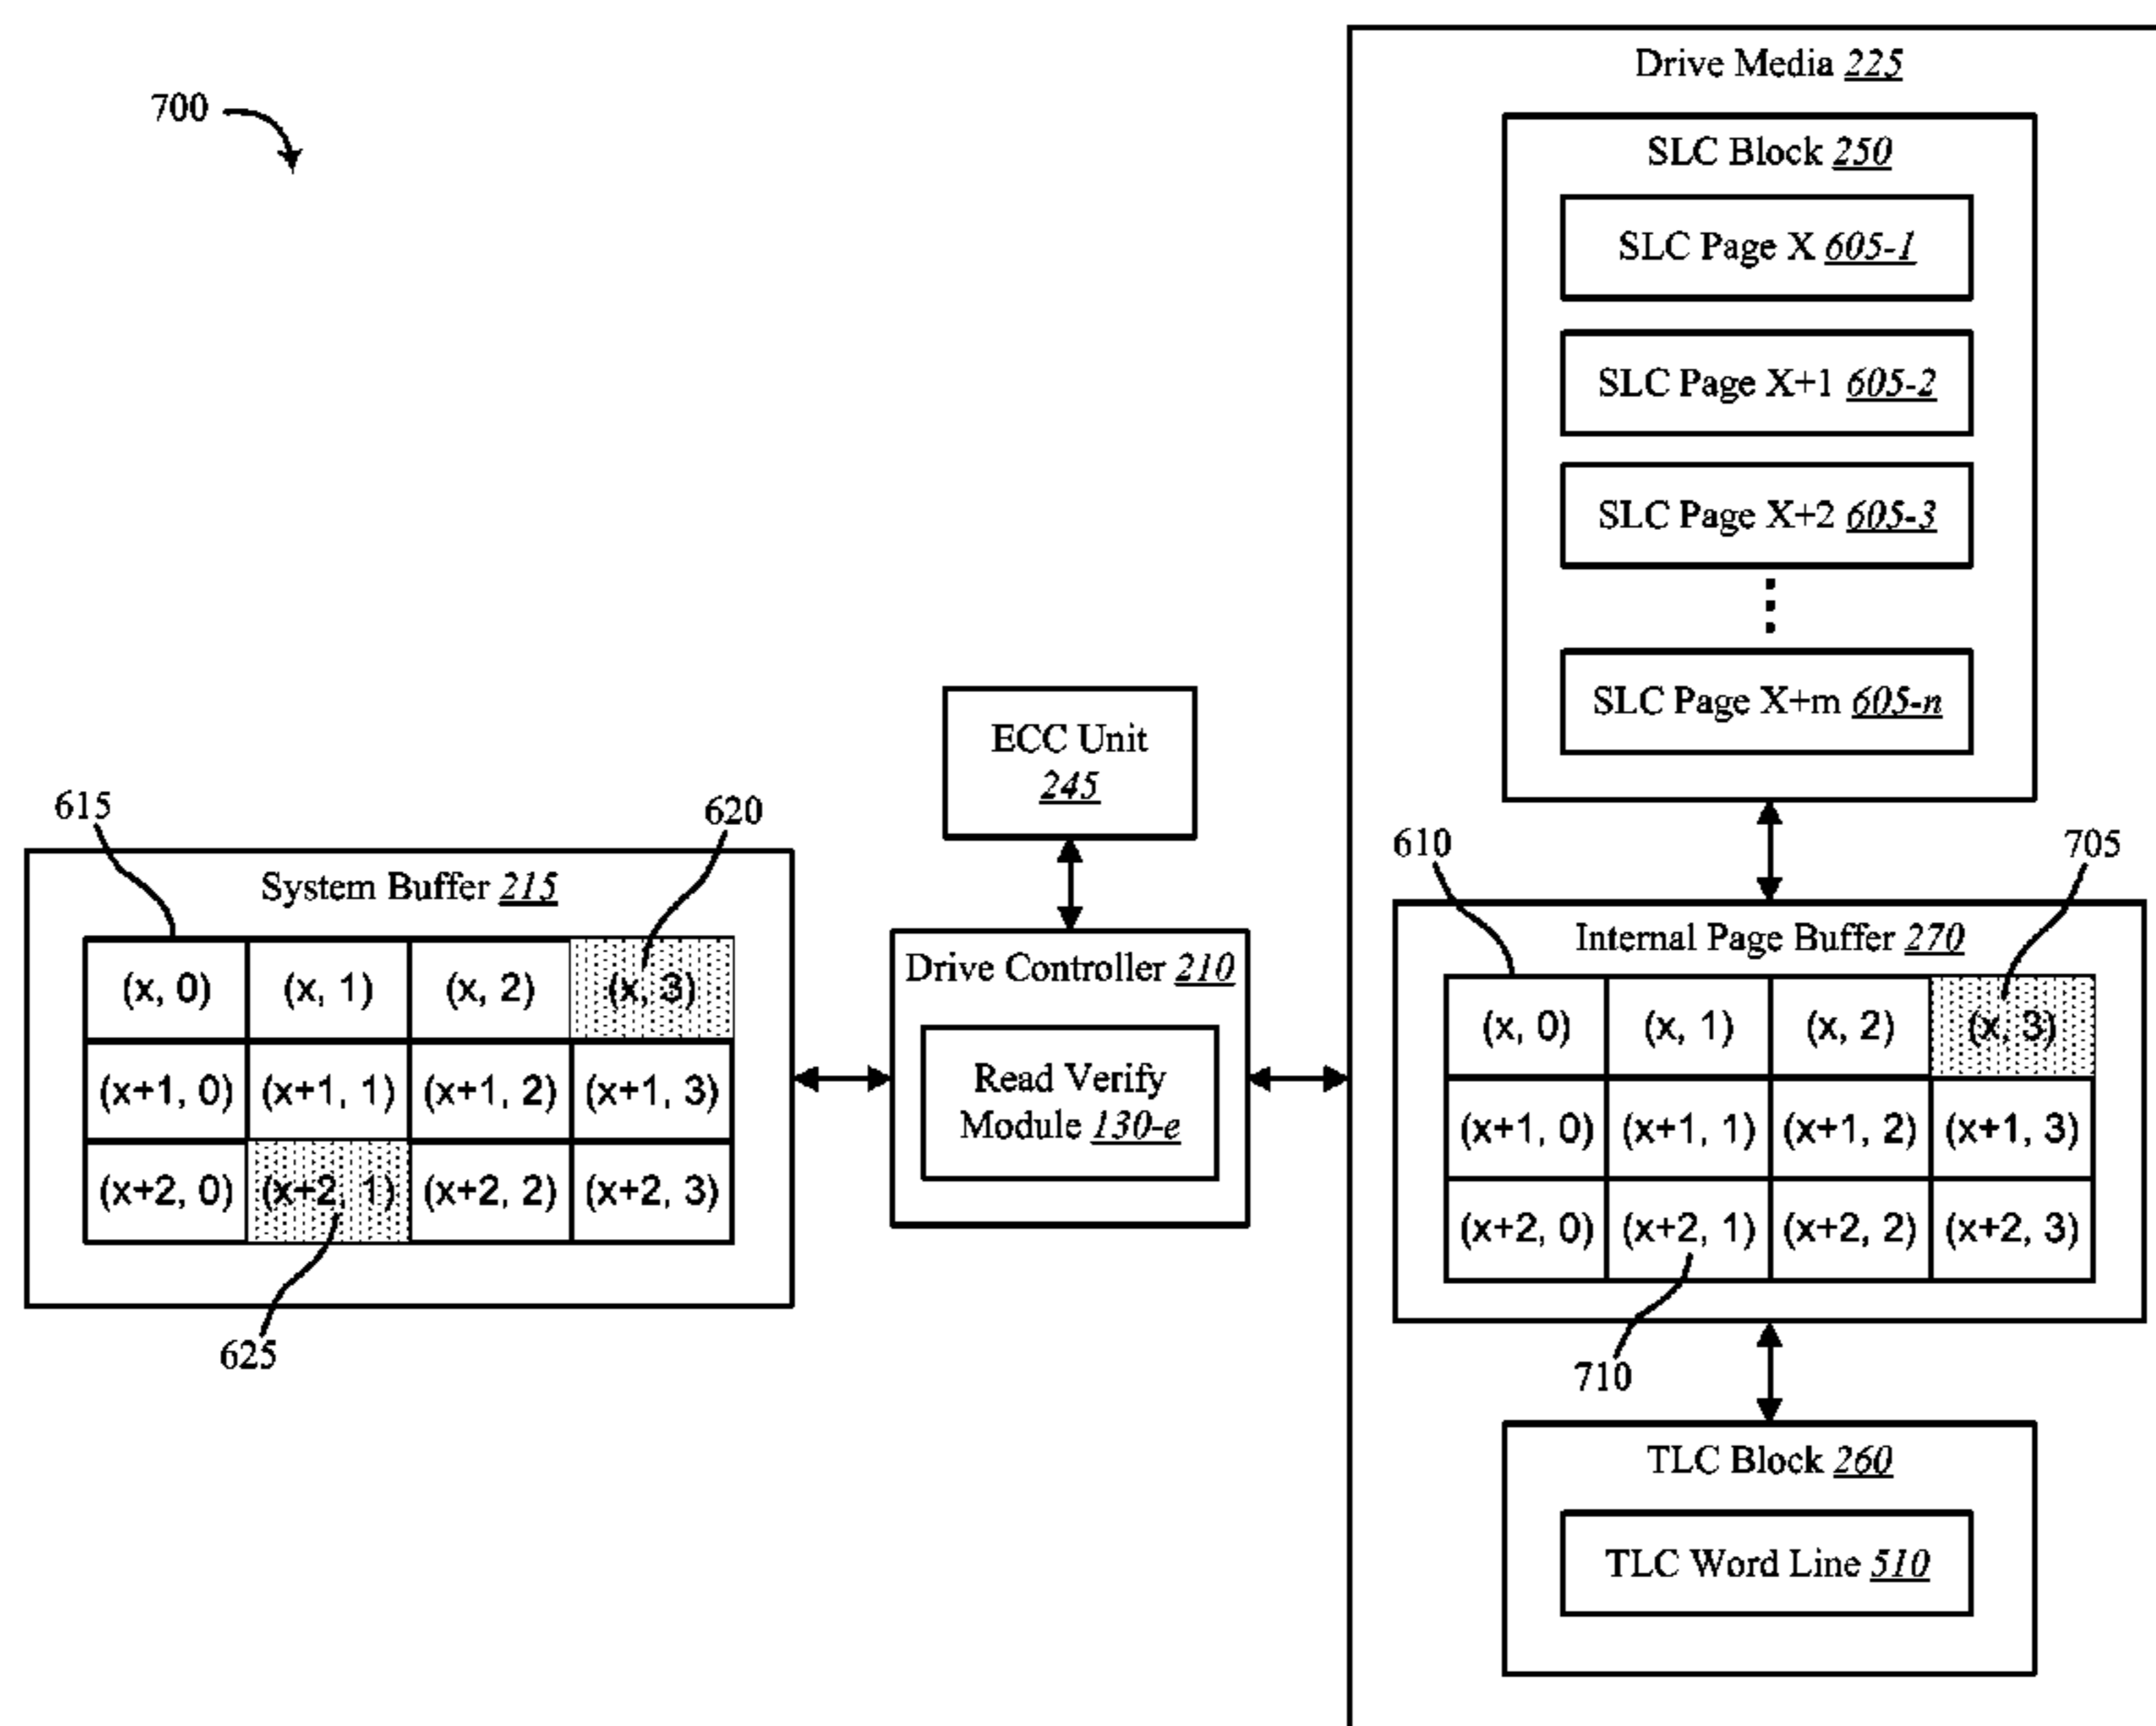 700
Drive Media 225
SLC Block 250
SLC Page X 605-1
SLC Page X+1 605-2
SLC Page X+2 605-3
SLC Page X+m 605-n
ECC Unit
245
615
620
System Buffer 215
(x, 0) (x, 1) (x, 2) (x, 3)
(x+1, 0) (x+1, 1) (x+1, 2) (x+1, 3)
(x+2, 0) (x+2, 1) (x+2, 2) (x+2, 3)
625
Drive Controller 210
Read Verify
Module 130-e
610
705
Internal Page Buffer 270
(x, 0) (x, 1) (x, 2) (x, 3)
(x+1, 0) (x+1, 1) (x+1, 2) (x+1, 3)
(x+2, 0) (x+2, 1) (x+2, 2) (x+2, 3)
710
TLC Block 260
TLC Word Line 510